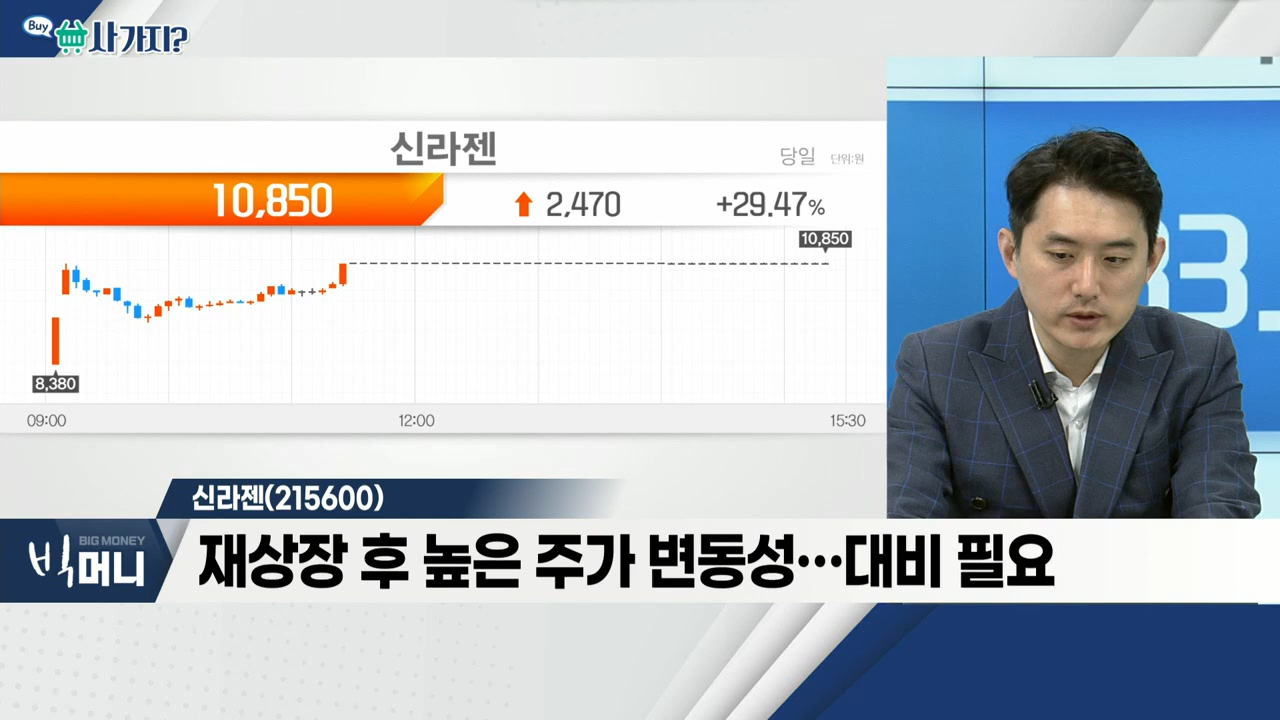 Buy
사가지?
신라젠
당일 단위:원
10,850 2,470 +29.47%
10,850
8,380
09:00 12:00 15:30
신라젠(215600)
BIG MONEY
빅머니
재상장 후 높은 주가 변동성…대비 필요